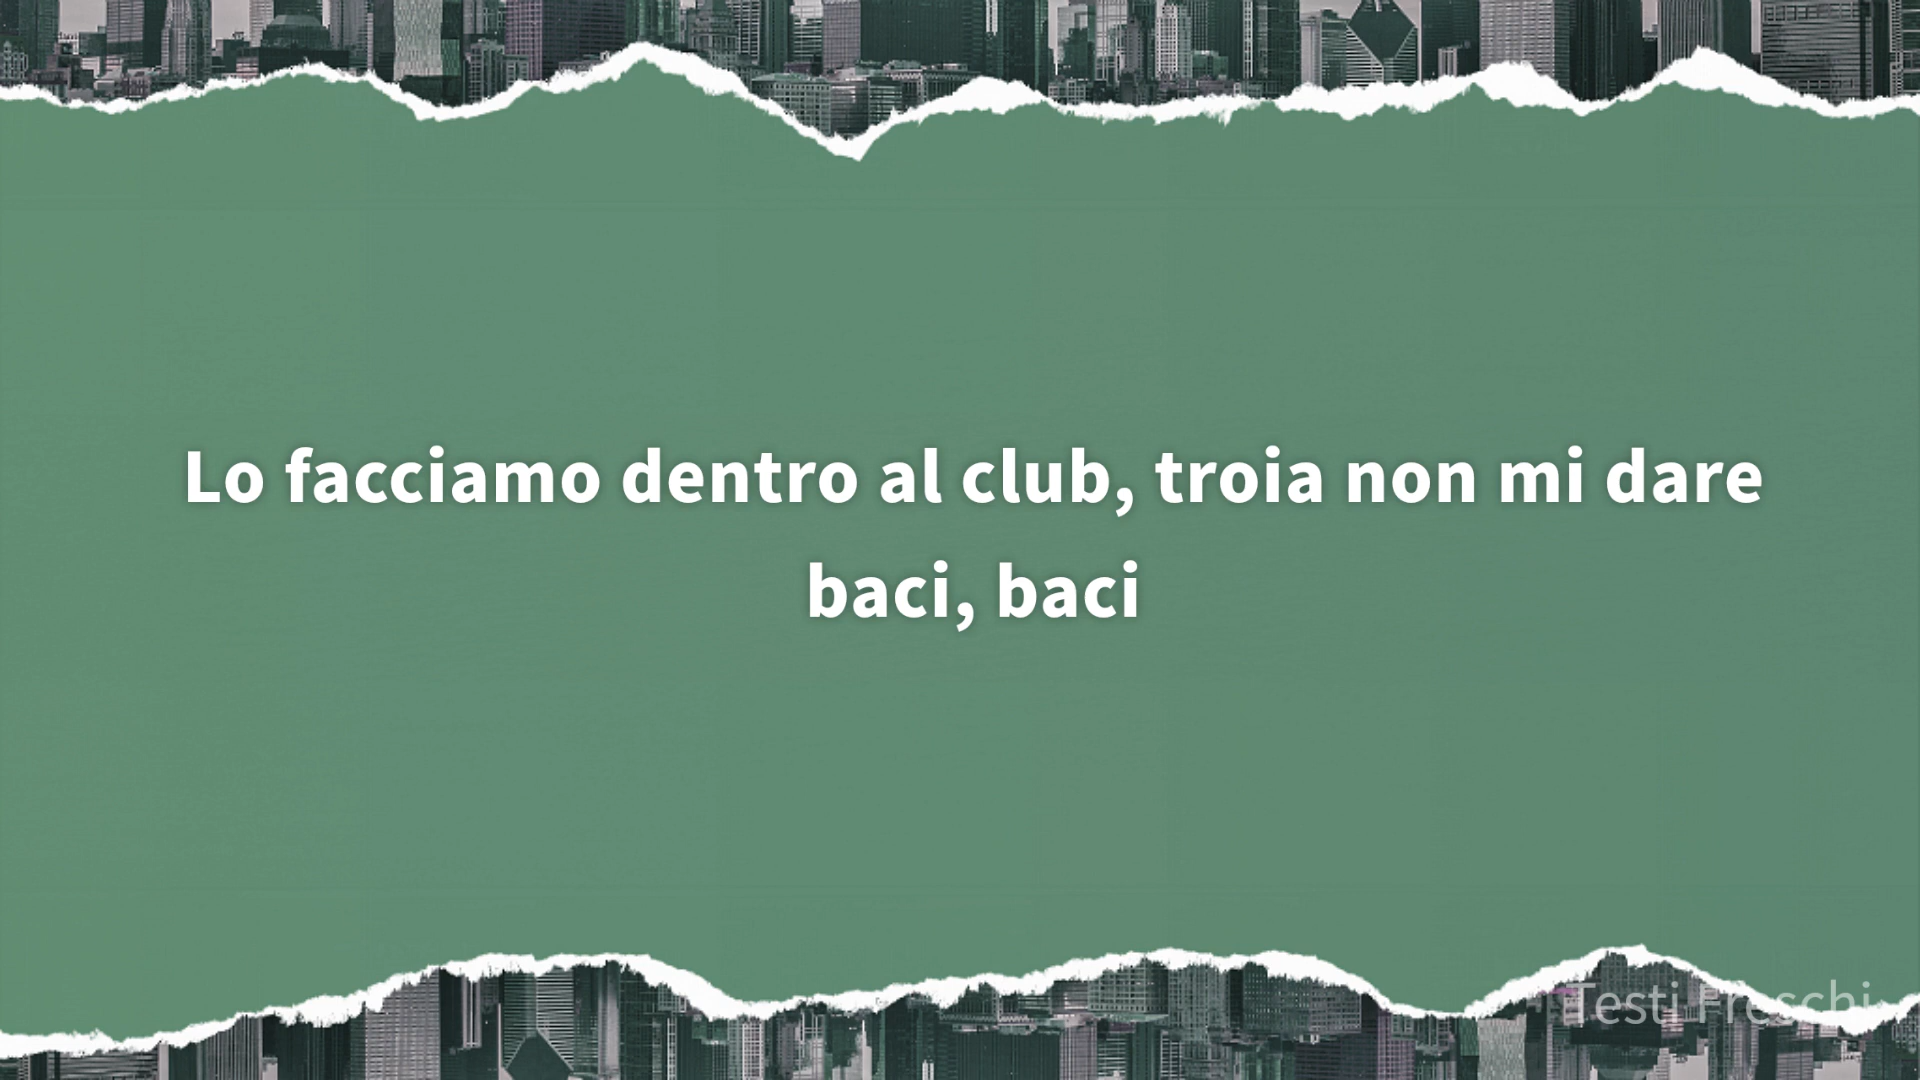 Lo facciamo dentro al club, troia non mi dare
baci, baci
Testi Freschi